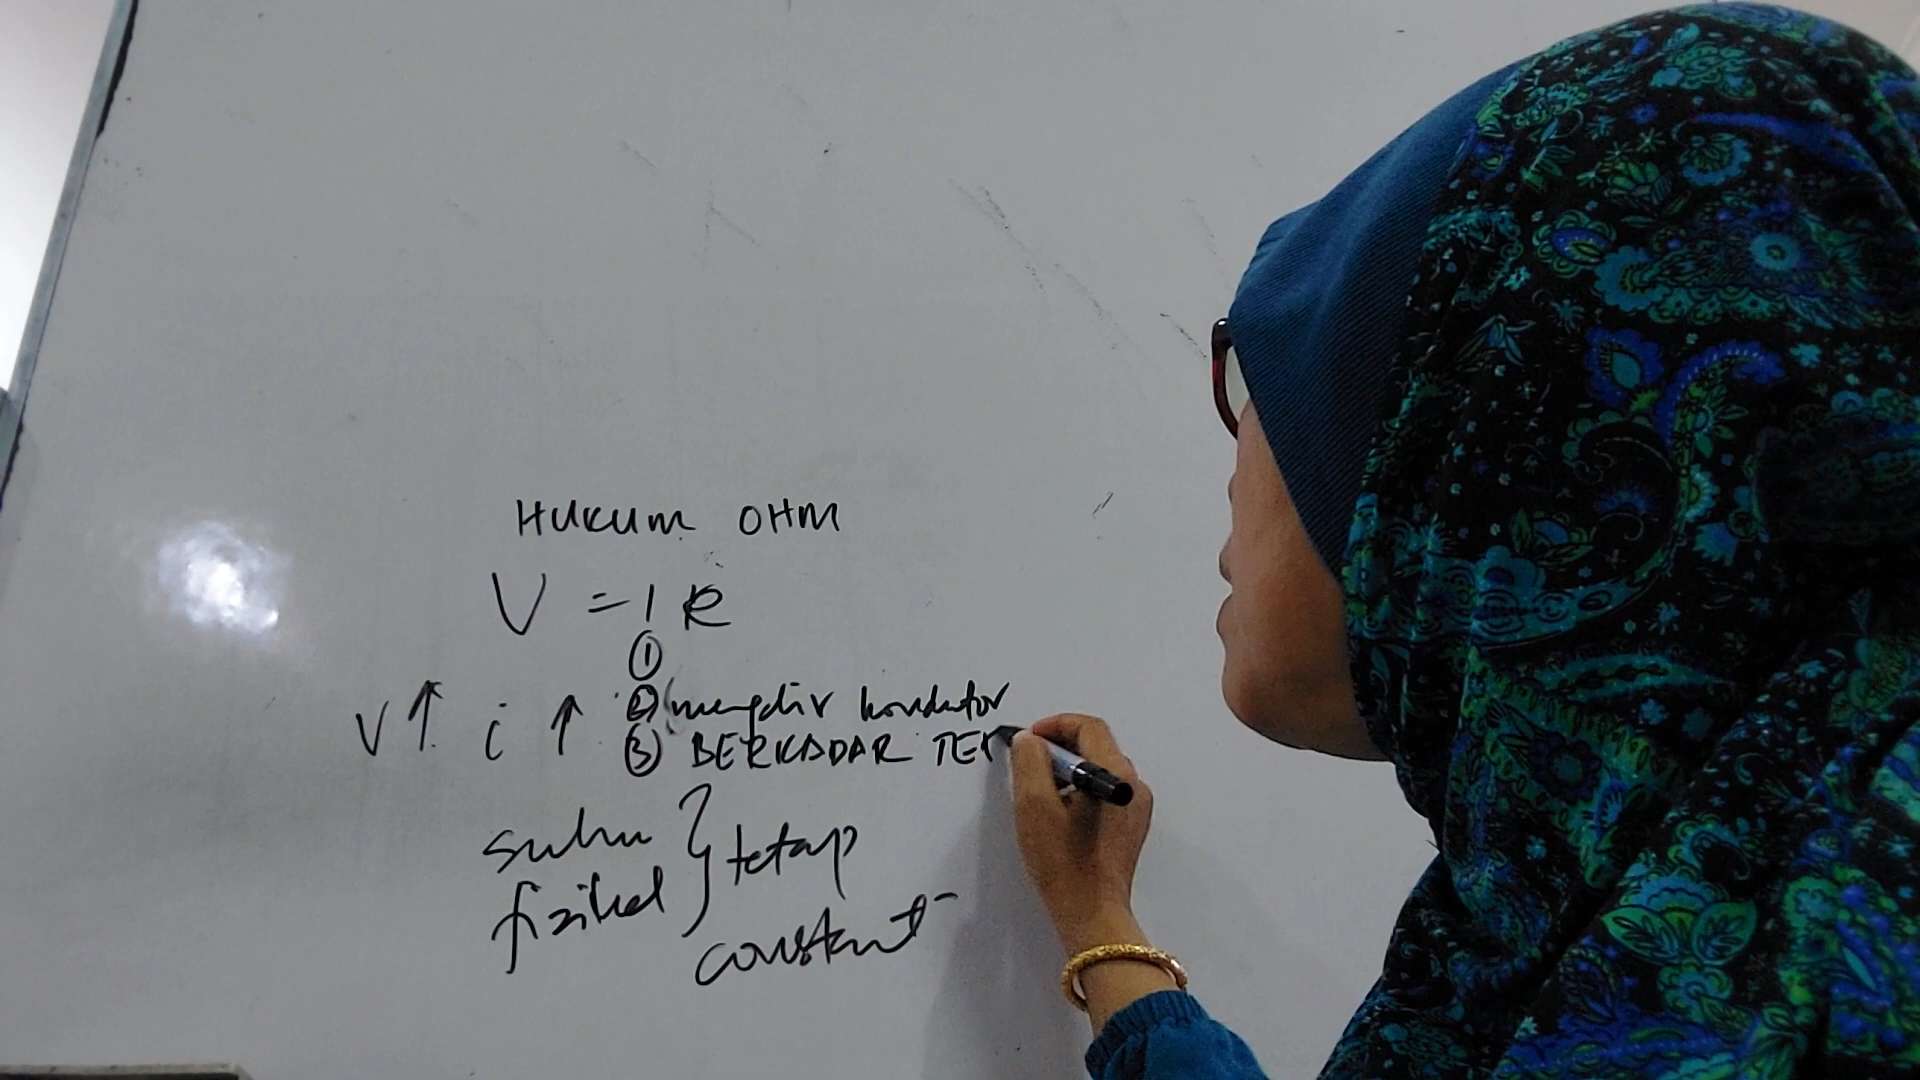 HUKUM OHM
V = I R
①
V↑ i ↑ ② mengalir konduktor
③ BERKADAR TE
suhu } tetap
fizikal
constant